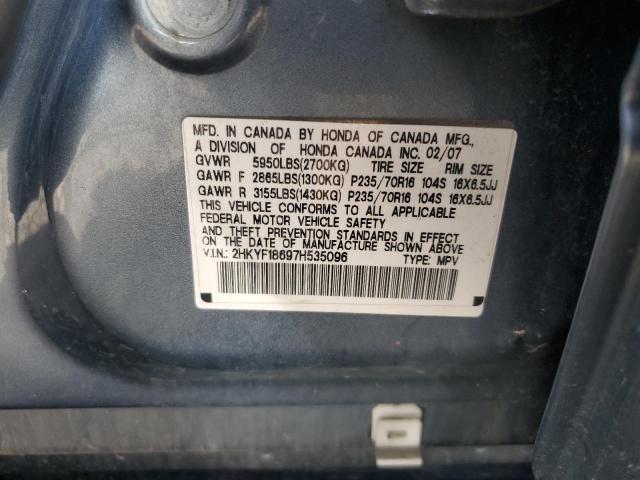 MFD. IN CANADA BY HONDA OF CANADA MFG.,
A DIVISION OF HONDA CANADA INC. 02/07
GVWR 5950LBS(2700KG) TIRE SIZE RIM SIZE
GAWR F 2865LBS(1300KG) P235/70R16 104S 16X6.5JJ
GAWR R 3155LBS(1430KG) P235/70R16 104S 16X6.5JJ
THIS VEHICLE CONFORMS TO ALL APPLICABLE
FEDERAL MOTOR VEHICLE SAFETY
AND THEFT PREVENTION STANDARDS IN EFFECT
ON THE DATE OF MANUFACTURE SHOWN ABOVE
V.I.N.: 2HKYF18697H535096 TYPE: MPV